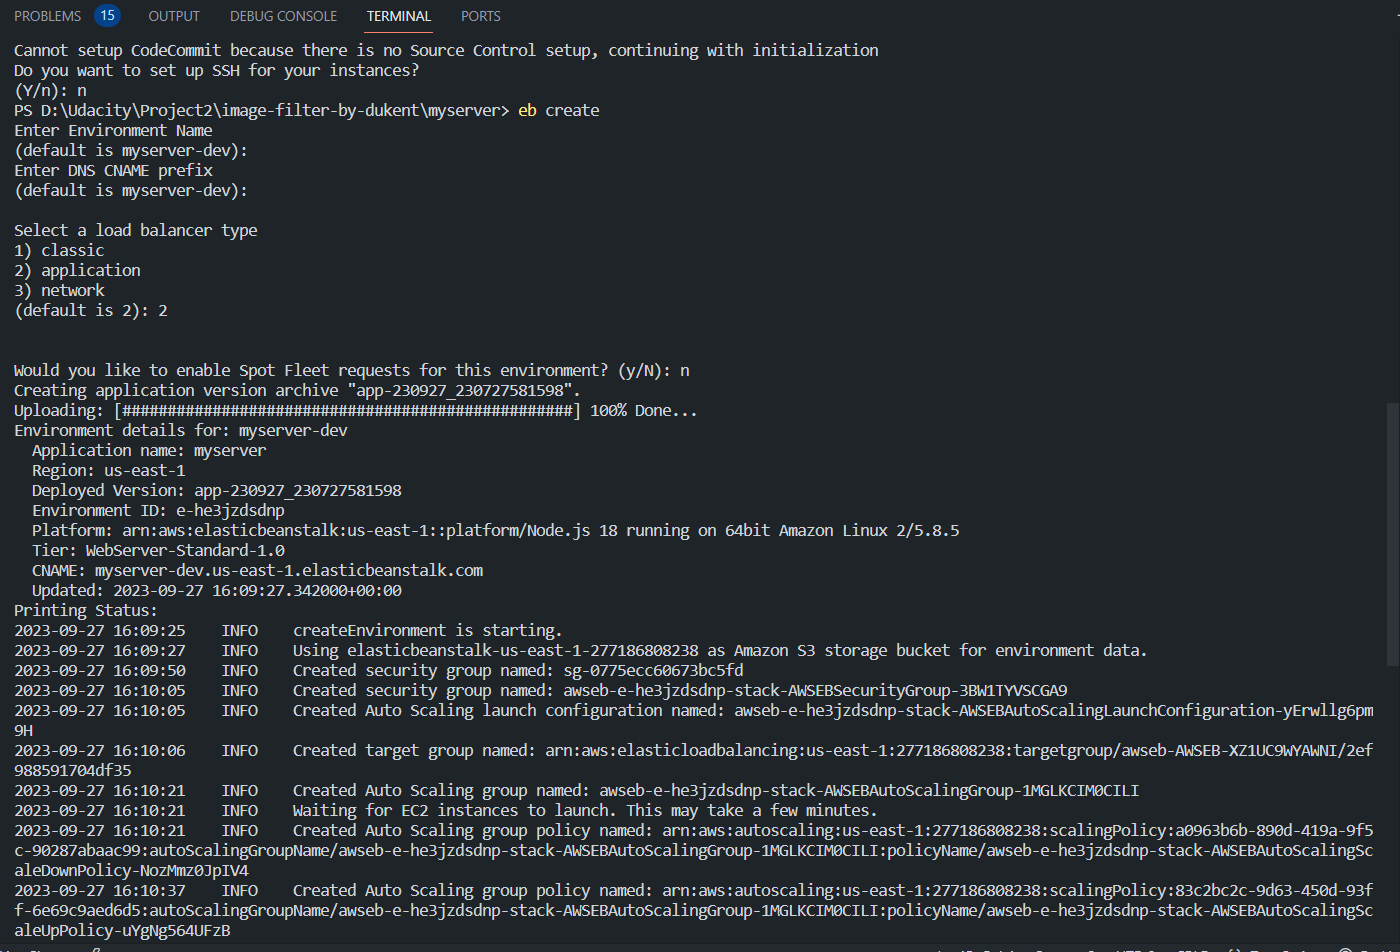 PROBLEMS 15 OUTPUT DEBUG CONSOLE TERMINAL PORTS
Cannot setup CodeCommit because there is no Source Control setup, continuing with initialization
Do you want to set up SSH for your instances?
(Y/n): n
PS D:\Udacity\Project2\image-filter-by-dukent\myserver> eb create
Enter Environment Name
(default is myserver-dev):
Enter DNS CNAME prefix
(default is myserver-dev):
Select a load balancer type
1) classic
2) application
3) network
(default is 2): 2
Would you like to enable Spot Fleet requests for this environment? (y/N): n
Creating application version archive "app-230927_230727581598".
Uploading: [##################################################] 100% Done...
Environment details for: myserver-dev
Application name: myserver
Region: us-east-1
Deployed Version: app-230927_230727581598
Environment ID: e-he3jzdsdnp
Platform: arn:aws:elasticbeanstalk:us-east-1::platform/Node.js 18 running on 64bit Amazon Linux 2/5.8.5
Tier: WebServer-Standard-1.0
CNAME: myserver-dev.us-east-1.elasticbeanstalk.com
Updated: 2023-09-27 16:09:27.342000+00:00
Printing Status:
2023-09-27 16:09:25 INFO createEnvironment is starting.
2023-09-27 16:09:27 INFO Using elasticbeanstalk-us-east-1-277186808238 as Amazon S3 storage bucket for environment data.
2023-09-27 16:09:50 INFO Created security group named: sg-0775ecc60673bc5fd
2023-09-27 16:10:05 INFO Created security group named: awseb-e-he3jzdsdnp-stack-AWSEBSecurityGroup-3BW1TYVSCGA9
2023-09-27 16:10:05 INFO Created Auto Scaling launch configuration named: awseb-e-he3jzdsdnp-stack-AWSEBAutoScalingLaunchConfiguration-yErwllg6pm
9H
2023-09-27 16:10:06 INFO Created target group named: arn:aws:elasticloadbalancing:us-east-1:277186808238:targetgroup/awseb-AWSEB-XZ1UC9WYAWNI/2ef
988591704df35
2023-09-27 16:10:21 INFO Created Auto Scaling group named: awseb-e-he3jzdsdnp-stack-AWSEBAutoScalingGroup-1MGLKCIM0CILI
2023-09-27 16:10:21 INFO Waiting for EC2 instances to launch. This may take a few minutes.
2023-09-27 16:10:21 INFO Created Auto Scaling group policy named: arn:aws:autoscaling:us-east-1:277186808238:scalingPolicy:a0963b6b-890d-419a-9f5
c-90287abaac99:autoScalingGroupName/awseb-e-he3jzdsdnp-stack-AWSEBAutoScalingGroup-1MGLKCIM0CILI:policyName/awseb-e-he3jzdsdnp-stack-AWSEBAutoScalingSc
aleDownPolicy-NozMmz0JpIV4
2023-09-27 16:10:37 INFO Created Auto Scaling group policy named: arn:aws:autoscaling:us-east-1:277186808238:scalingPolicy:83c2bc2c-9d63-450d-93f
f-6e69c9aed6d5:autoScalingGroupName/awseb-e-he3jzdsdnp-stack-AWSEBAutoScalingGroup-1MGLKCIM0CILI:policyName/awseb-e-he3jzdsdnp-stack-AWSEBAutoScalingSc
aleUpPolicy-uYgNg564UFzB